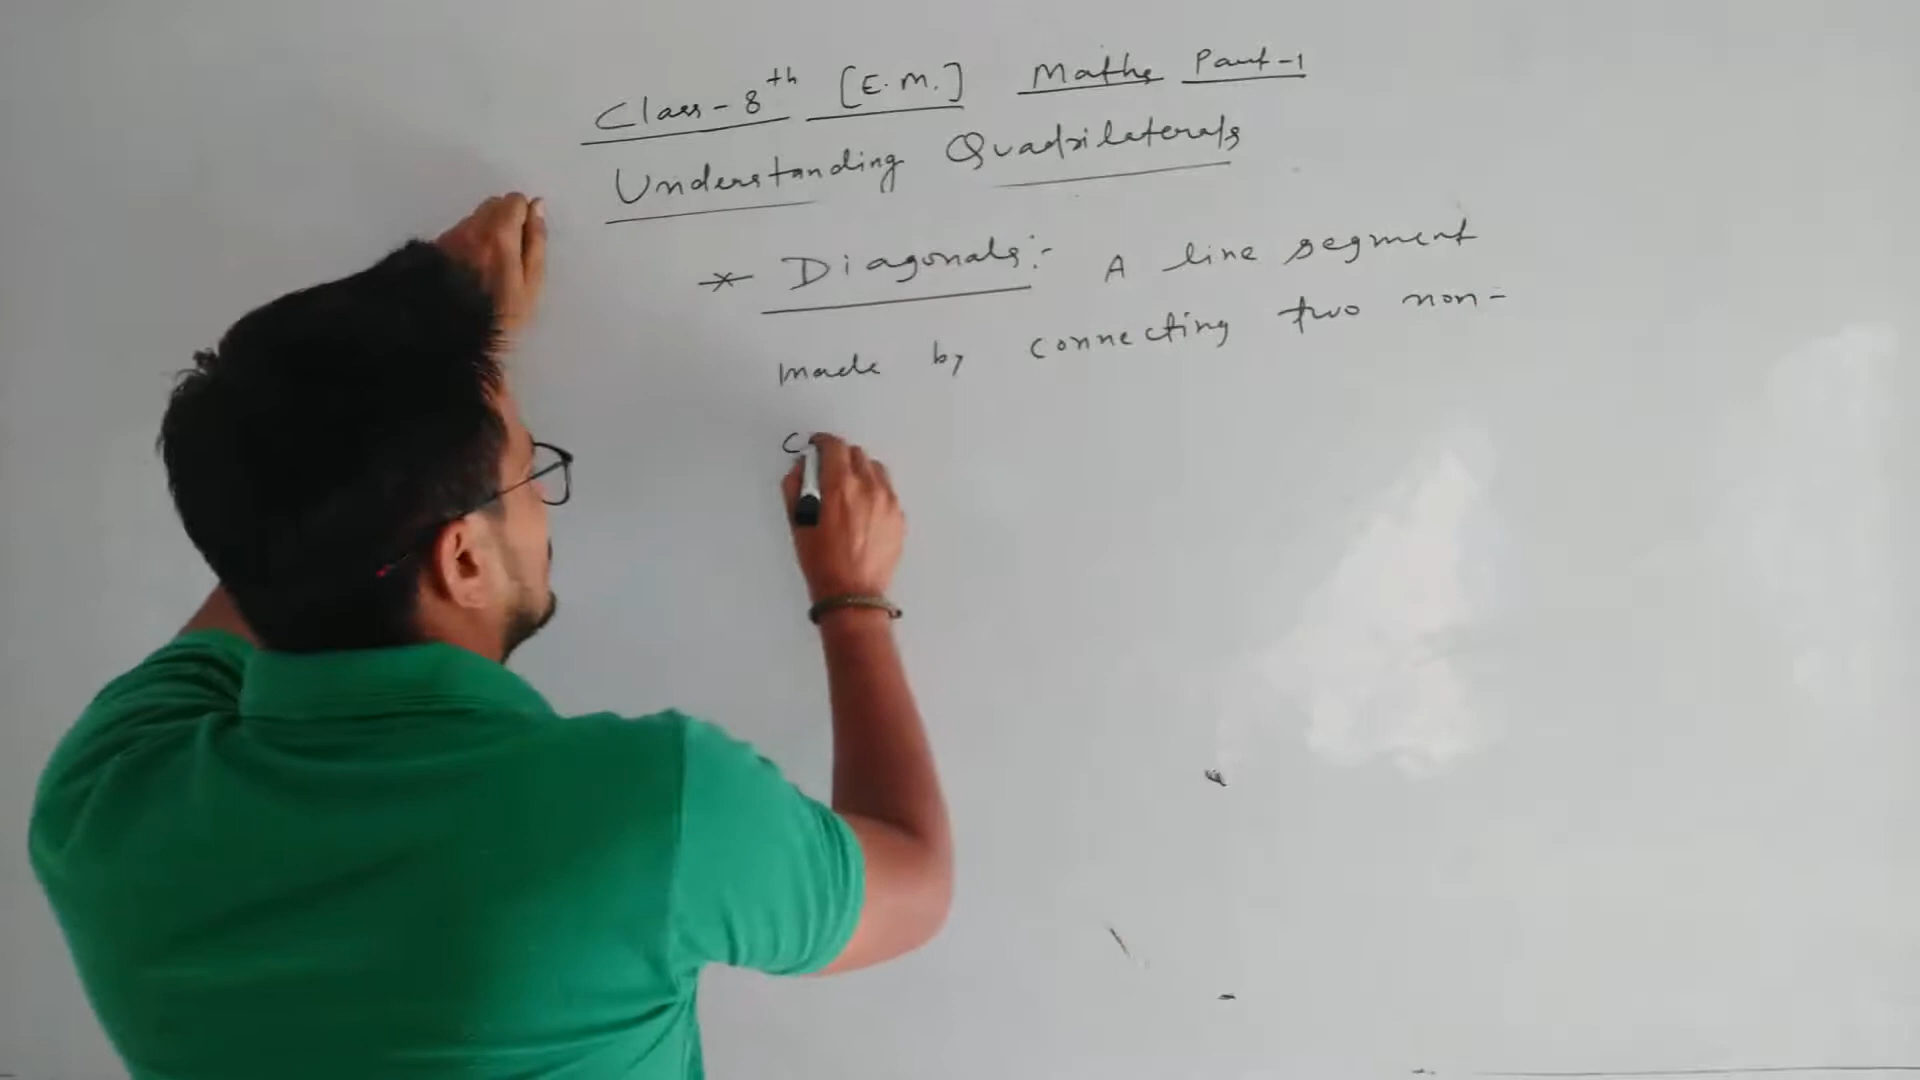 Class-8th [E.M.] Maths Part-1
Understanding Quadrilaterals
* Diagonals:- A line segment
made by connecting two non-
c